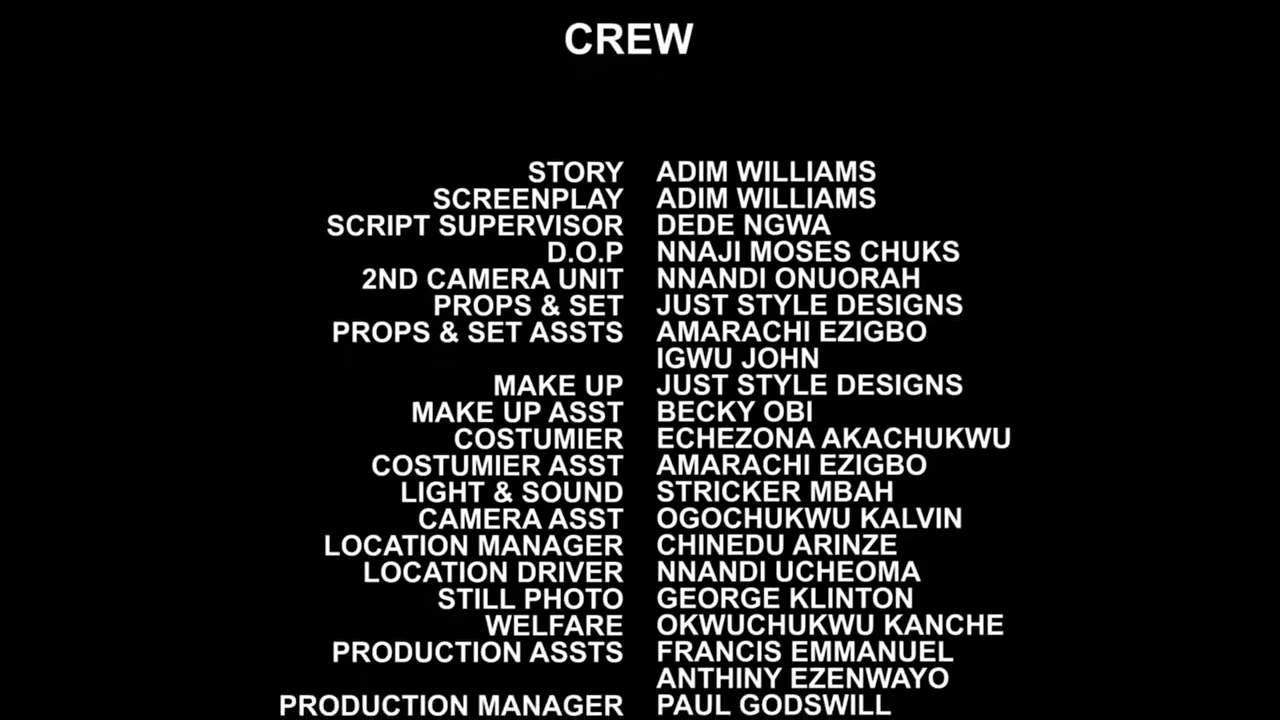 CREW
STORY ADIM WILLIAMS
SCREENPLAY ADIM WILLIAMS
SCRIPT SUPERVISOR DEDE NGWA
D.O.P NNAJI MOSES CHUKS
2ND CAMERA UNIT NNANDI ONUORAH
PROPS & SET JUST STYLE DESIGNS
PROPS & SET ASSTS AMARACHI EZIGBO
IGWU JOHN
MAKE UP JUST STYLE DESIGNS
MAKE UP ASST BECKY OBI
COSTUMIER ECHEZONA AKACHUKWU
COSTUMIER ASST AMARACHI EZIGBO
LIGHT & SOUND STRICKER MBAH
CAMERA ASST OGOCHUKWU KALVIN
LOCATION MANAGER CHINEDU ARINZE
LOCATION DRIVER NNANDI UCHEOMA
STILL PHOTO GEORGE KLINTON
WELFARE OKWUCHUKWU KANCHE
PRODUCTION ASSTS FRANCIS EMMANUEL
ANTHINY EZENWAYO
PRODUCTION MANAGER PAUL GODSWILL